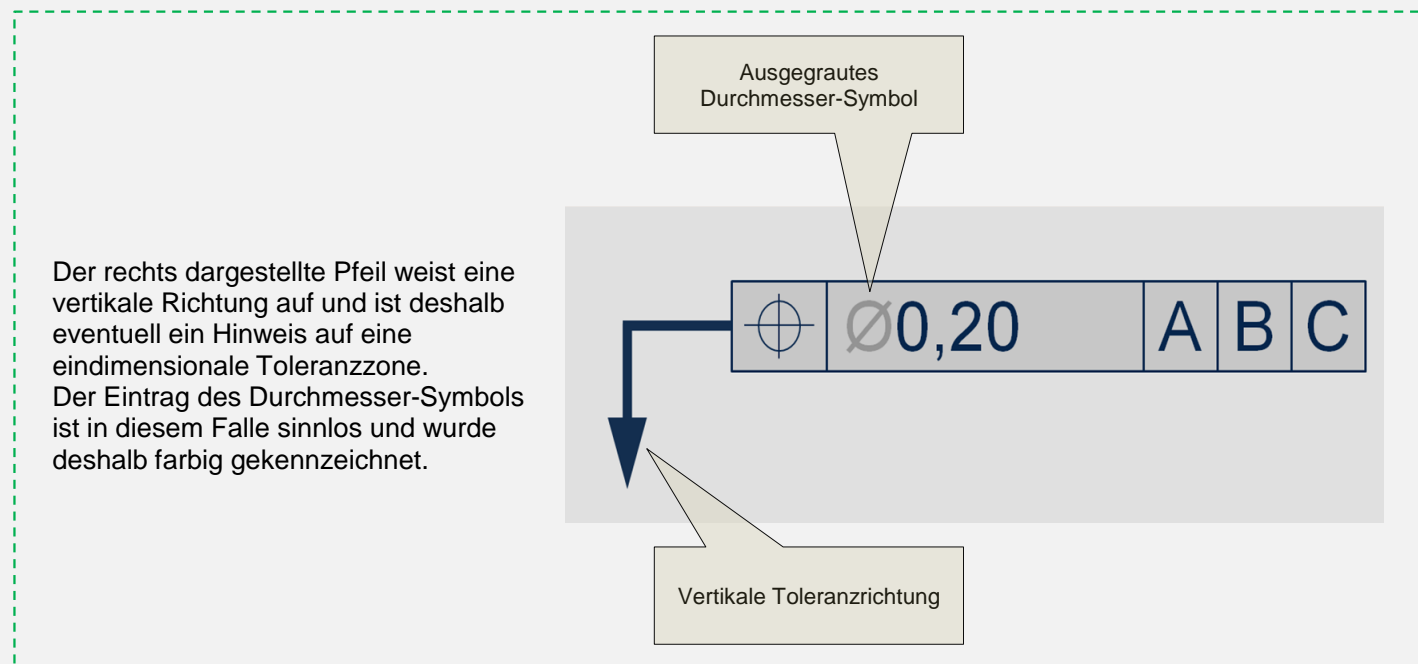 Ausgegrautes
Durchmesser-Symbol
Der rechts dargestellte Pfeil weist eine
vertikale Richtung auf und ist deshalb
eventuell ein Hinweis auf eine
eindimensionale Toleranzzone.
Der Eintrag des Durchmesser-Symbols
ist in diesem Falle sinnlos und wurde
deshalb farbig gekennzeichnet.
⌖ Ø0,20 A B C
Vertikale Toleranzrichtung